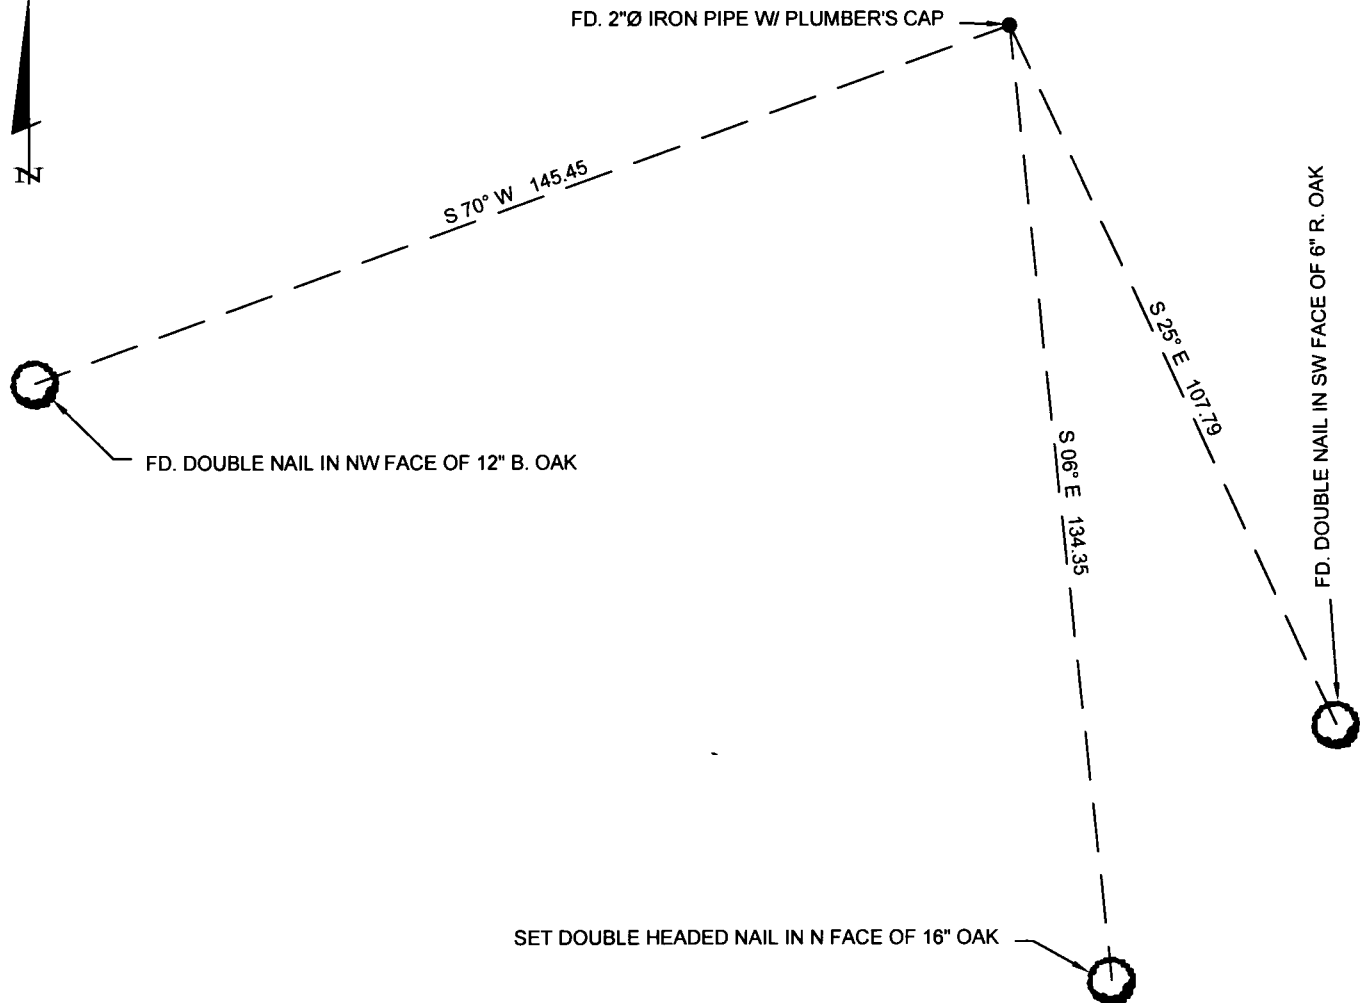 FD. 2"Ø IRON PIPE W/ PLUMBER'S CAP
N
S 70° W 145.45
FD. DOUBLE NAIL IN SW FACE OF 6" R. OAK
S 25° E 107.79
S 06° E 134.35
FD. DOUBLE NAIL IN NW FACE OF 12" B. OAK
SET DOUBLE HEADED NAIL IN N FACE OF 16" OAK